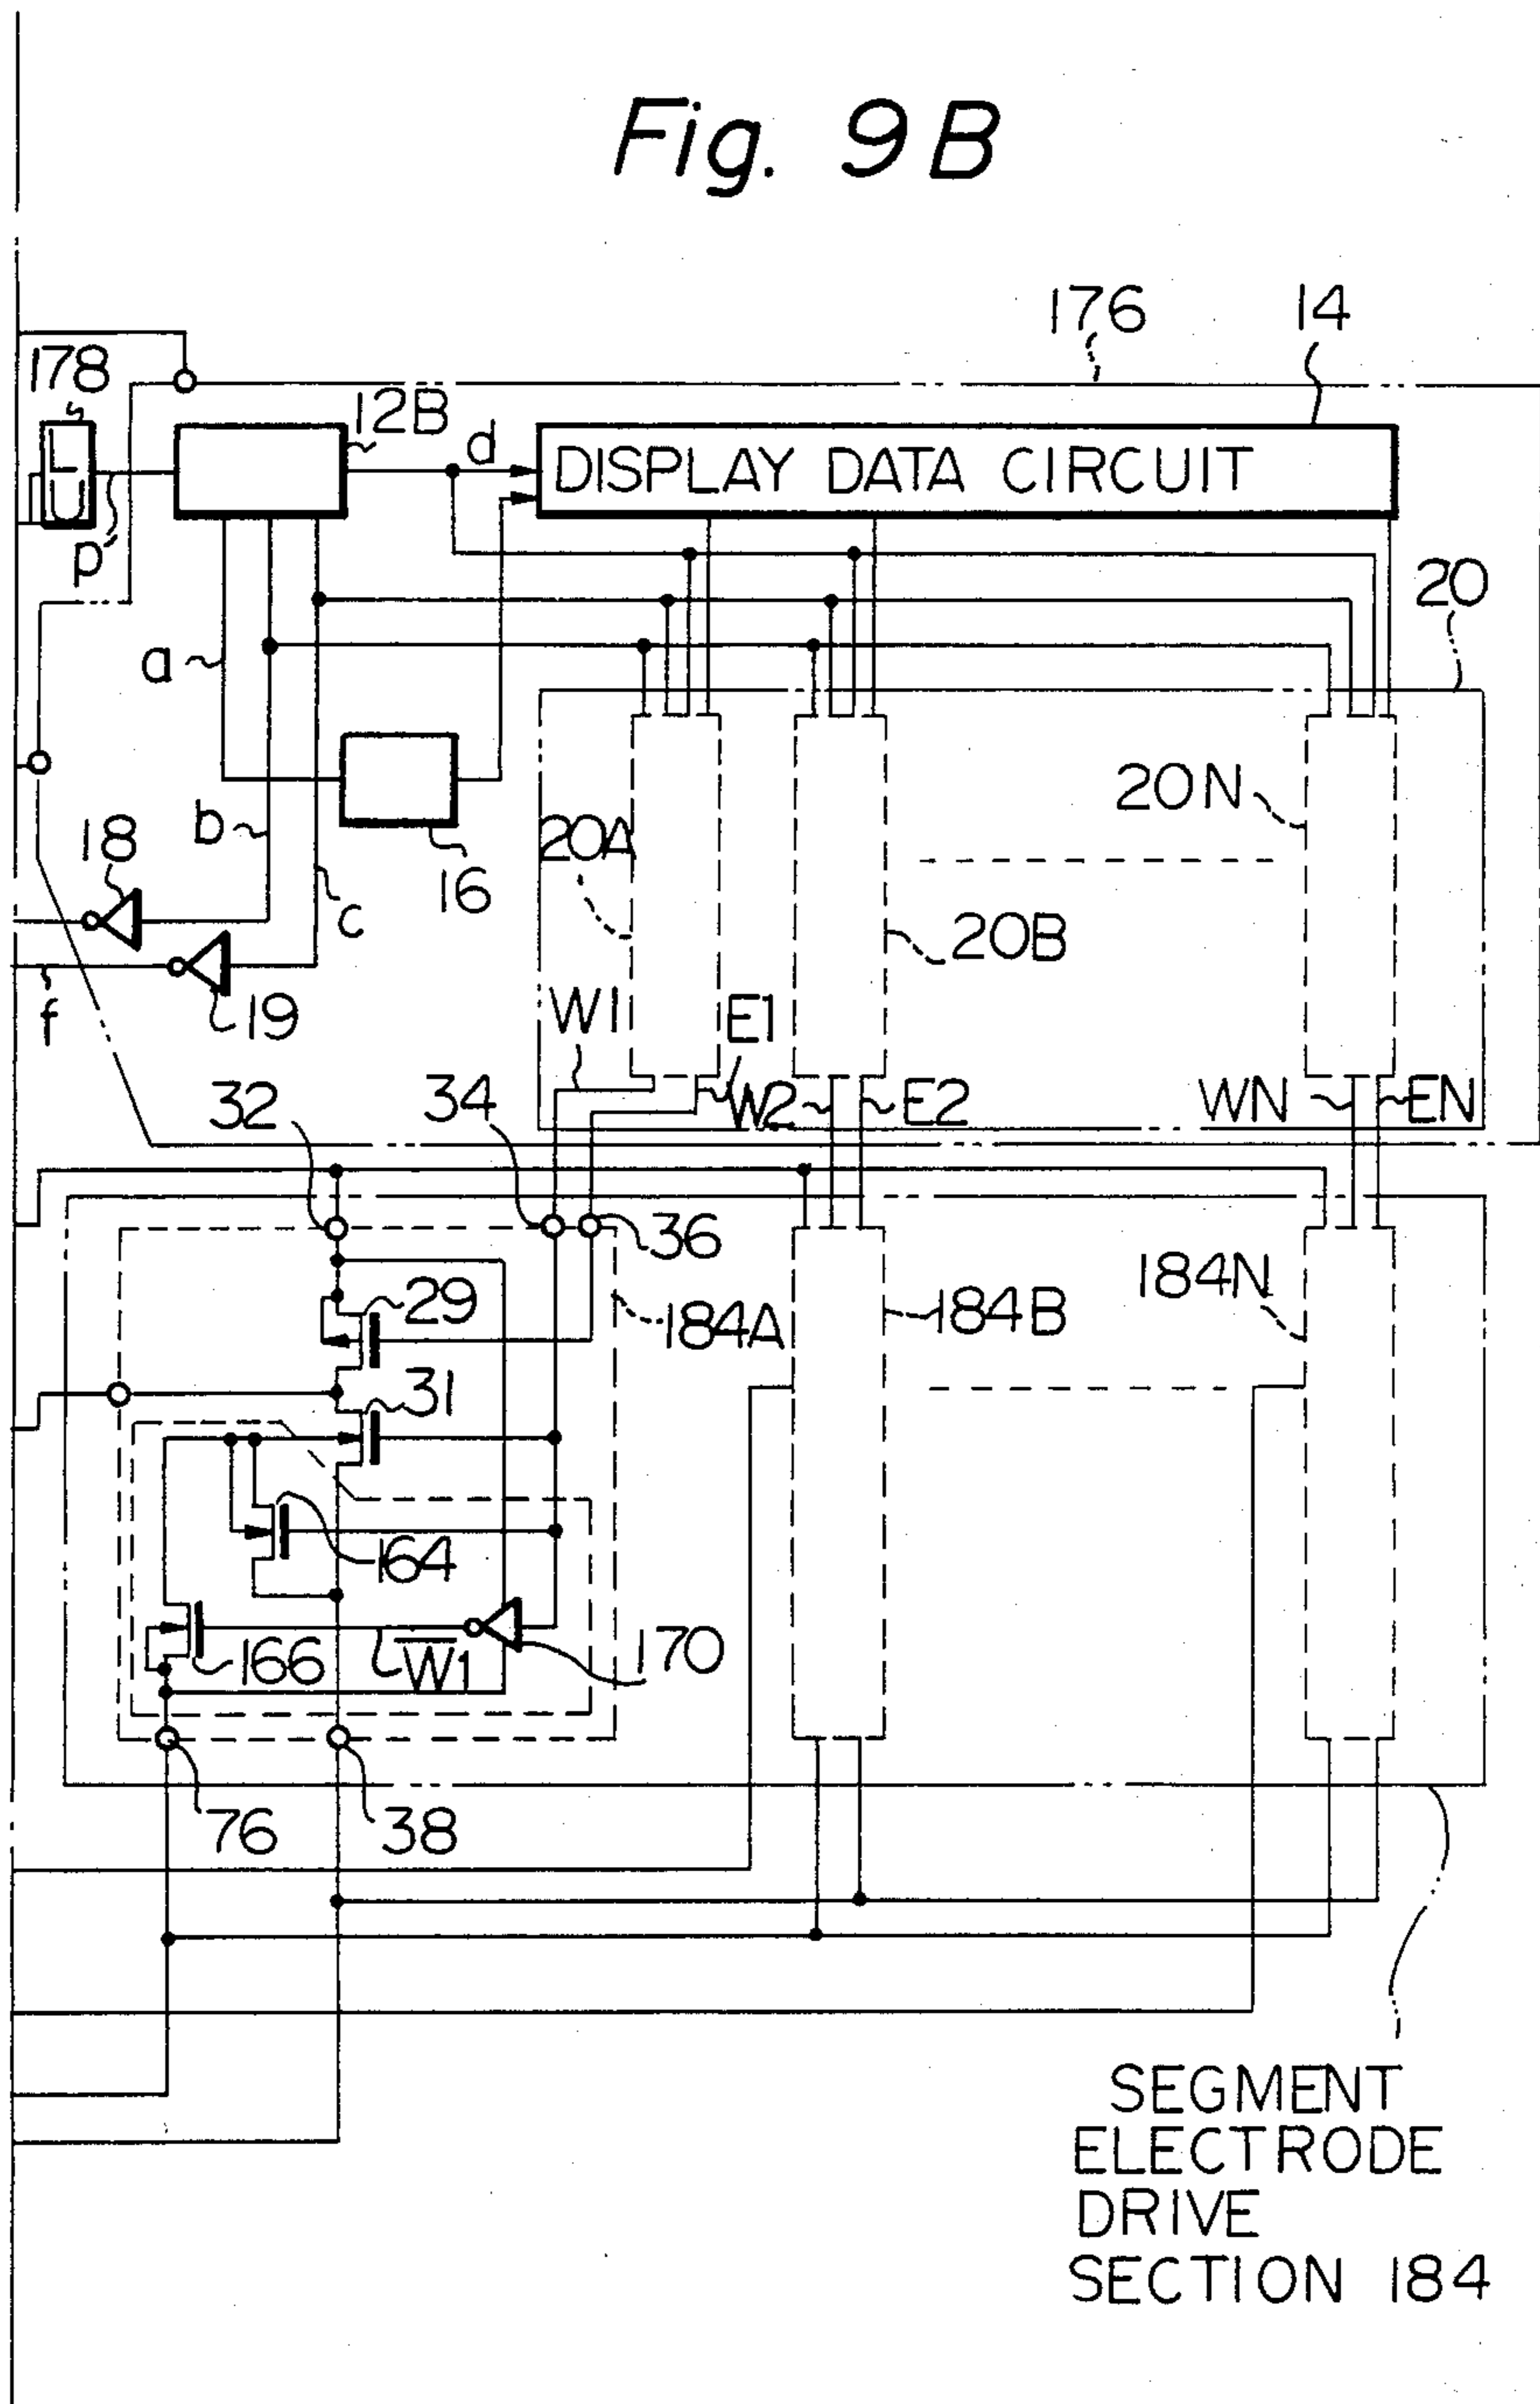 Fig. 9B
176
14
178
12B
d
DISPLAY DATA CIRCUIT
p'
20
a
20N
b
18
20A
16
c
20B
f
19
W1
E1
32
34
W2
E2
WN
EN
36
29
184A
184B
184N
31
164
166
W̅1̅
170
76
38
SEGMENT
ELECTRODE
DRIVE
SECTION 184